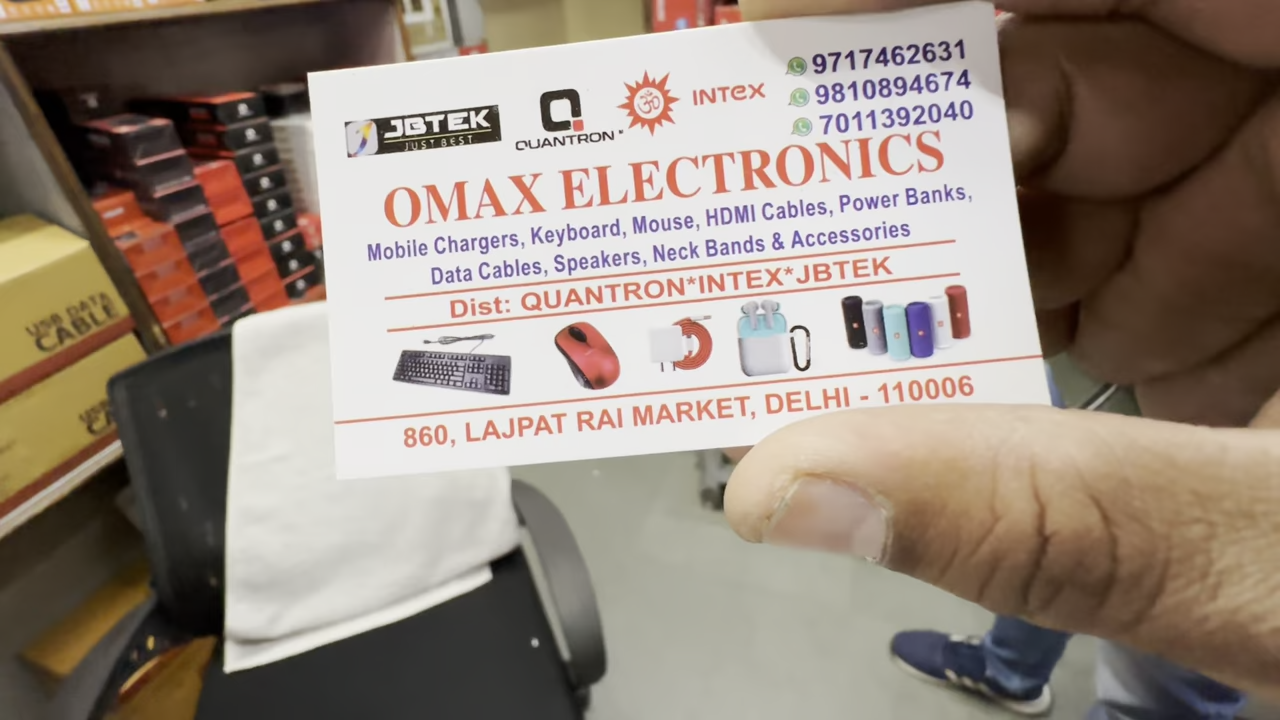 JBTEK
JUST BEST
QUANTRON
ॐ
INTEX
9717462631
9810894674
7011392040
OMAX ELECTRONICS
Mobile Chargers, Keyboard, Mouse, HDMI Cables, Power Banks,
Data Cables, Speakers, Neck Bands & Accessories
Dist: QUANTRON*INTEX*JBTEK
860, LAJPAT RAI MARKET, DELHI - 110006
USB DATA
CABLE